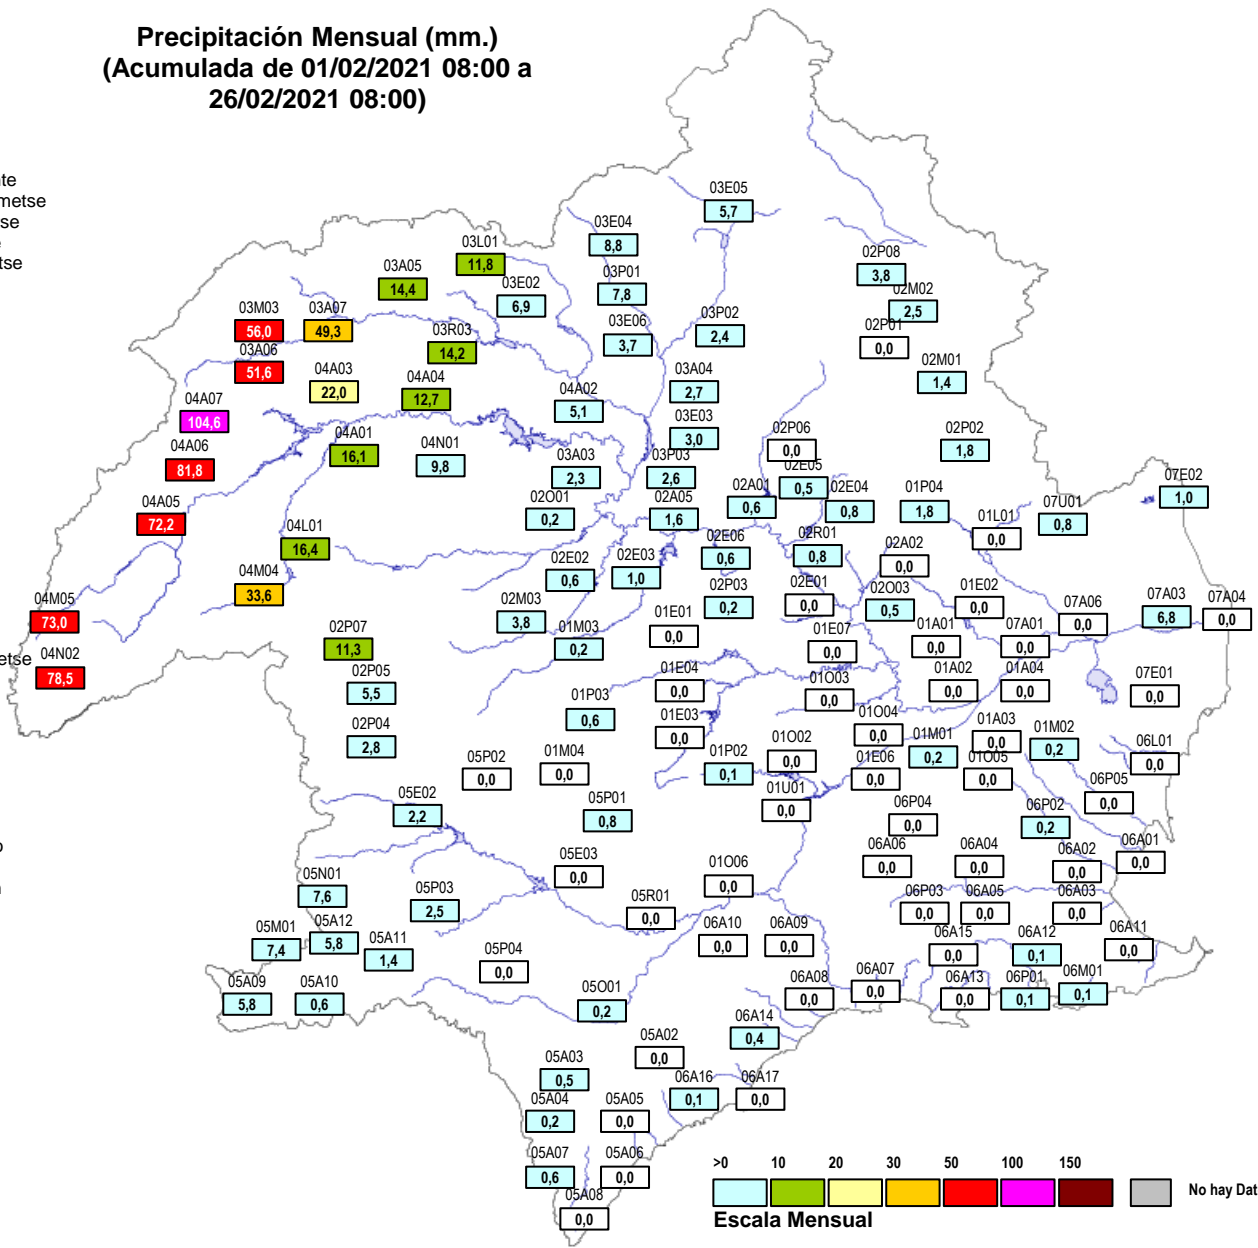 Precipitación Mensual (mm.)
(Acumulada de 01/02/2021 08:00 a
26/02/2021 08:00)
nte
metse
se
e
tse
03E05
5,7
03E04
8,8
03L01
11,8
02P08
3,8
03A05
14,4
03P01
7,8
03E02
6,9
02M02
2,5
03M03
56,0
03A07
49,3
03P02
2,4
03E06
3,7
03R03
14,2
02P01
0,0
03A06
51,6
04A03
22,0
04A04
12,7
03A04
2,7
02M01
1,4
04A02
5,1
04A07
104,6
03E03
3,0
04A01
16,1
04N01
9,8
02P06
0,0
02P02
1,8
04A06
81,8
03A03
2,3
03P03
2,6
02E05
0,5
07E02
1,0
04A05
72,2
02O01
0,2
02A05
1,6
02A01
0,6
02E04
0,8
01P04
1,8
07U01
0,8
01L01
0,0
04L01
16,4
02E06
0,6
02R01
0,8
02A02
0,0
04M04
33,6
02E02
0,6
02E03
1,0
04M05
73,0
02M03
3,8
02P03
0,2
02E01
0,0
02O03
0,5
01E02
0,0
07A06
0,0
07A03
6,8
07A04
0,0
02P07
11,3
01M03
0,2
01E01
0,0
01E07
0,0
01A01
0,0
07A01
0,0
etse
04N02
78,5
02P05
5,5
01E04
0,0
01O03
0,0
01A02
0,0
01A04
0,0
07E01
0,0
01P03
0,6
02P04
2,8
01E03
0,0
01O04
0,0
01M01
0,2
01A03
0,0
01M02
0,2
06L01
0,0
05P02
0,0
01M04
0,0
01P02
0,1
01O02
0,0
01E06
0,0
01O05
0,0
05E02
2,2
05P01
0,8
01U01
0,0
06P04
0,0
06P02
0,2
06P05
0,0
o
05E03
0,0
01O06
0,0
06A06
0,0
06A04
0,0
06A02
0,0
06A01
0,0
05N01
7,6
05P03
2,5
05R01
0,0
06P03
0,0
06A05
0,0
06A03
0,0
05M01
7,4
05A12
5,8
05A11
1,4
05P04
0,0
06A10
0,0
06A09
0,0
06A15
0,0
06A12
0,1
06A11
0,0
05A09
5,8
05A10
0,6
05O01
0,2
06A08
0,0
06A07
0,0
06A13
0,0
06P01
0,1
06M01
0,1
06A14
0,4
05A02
0,0
05A03
0,5
06A16
0,1
06A17
0,0
05A04
0,2
05A05
0,0
05A07
0,6
05A06
0,0
05A08
0,0
>0 10 20 30 50 100 150
No hay Dat
Escala Mensual